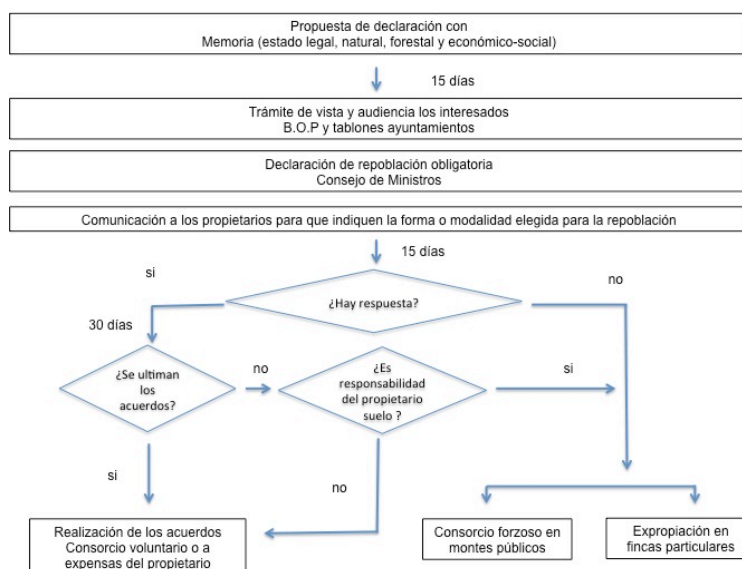 Propuesta de declaración con
Memoria (estado legal, natural, forestal y económico-social)
15 días
Trámite de vista y audiencia los interesados
B.O.P y tablones ayuntamientos
Declaración de repoblación obligatoria
Consejo de Ministros
Comunicación a los propietarios para que indiquen la forma o modalidad elegida para la repoblación
15 días
si
¿Hay respuesta?
no
30 días
¿Se ultiman
los
acuerdos?
no
¿Es
responsabilidad
del propietario
suelo ?
si
si
no
Realización de los acuerdos
Consorcio voluntario o a
expensas del propietario
Consorcio forzoso en
montes públicos
Expropiación en
fincas particulares